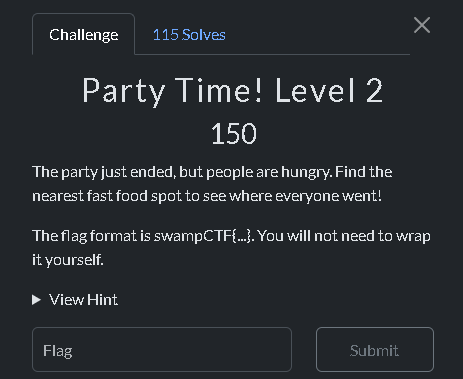 Challenge
115 Solves
Party Time! Level 2
150
The party just ended, but people are hungry. Find the
nearest fast food spot to see where everyone went!
The flag format is swampCTF{...}. You will not need to wrap
it yourself.
View Hint
Flag
Submit